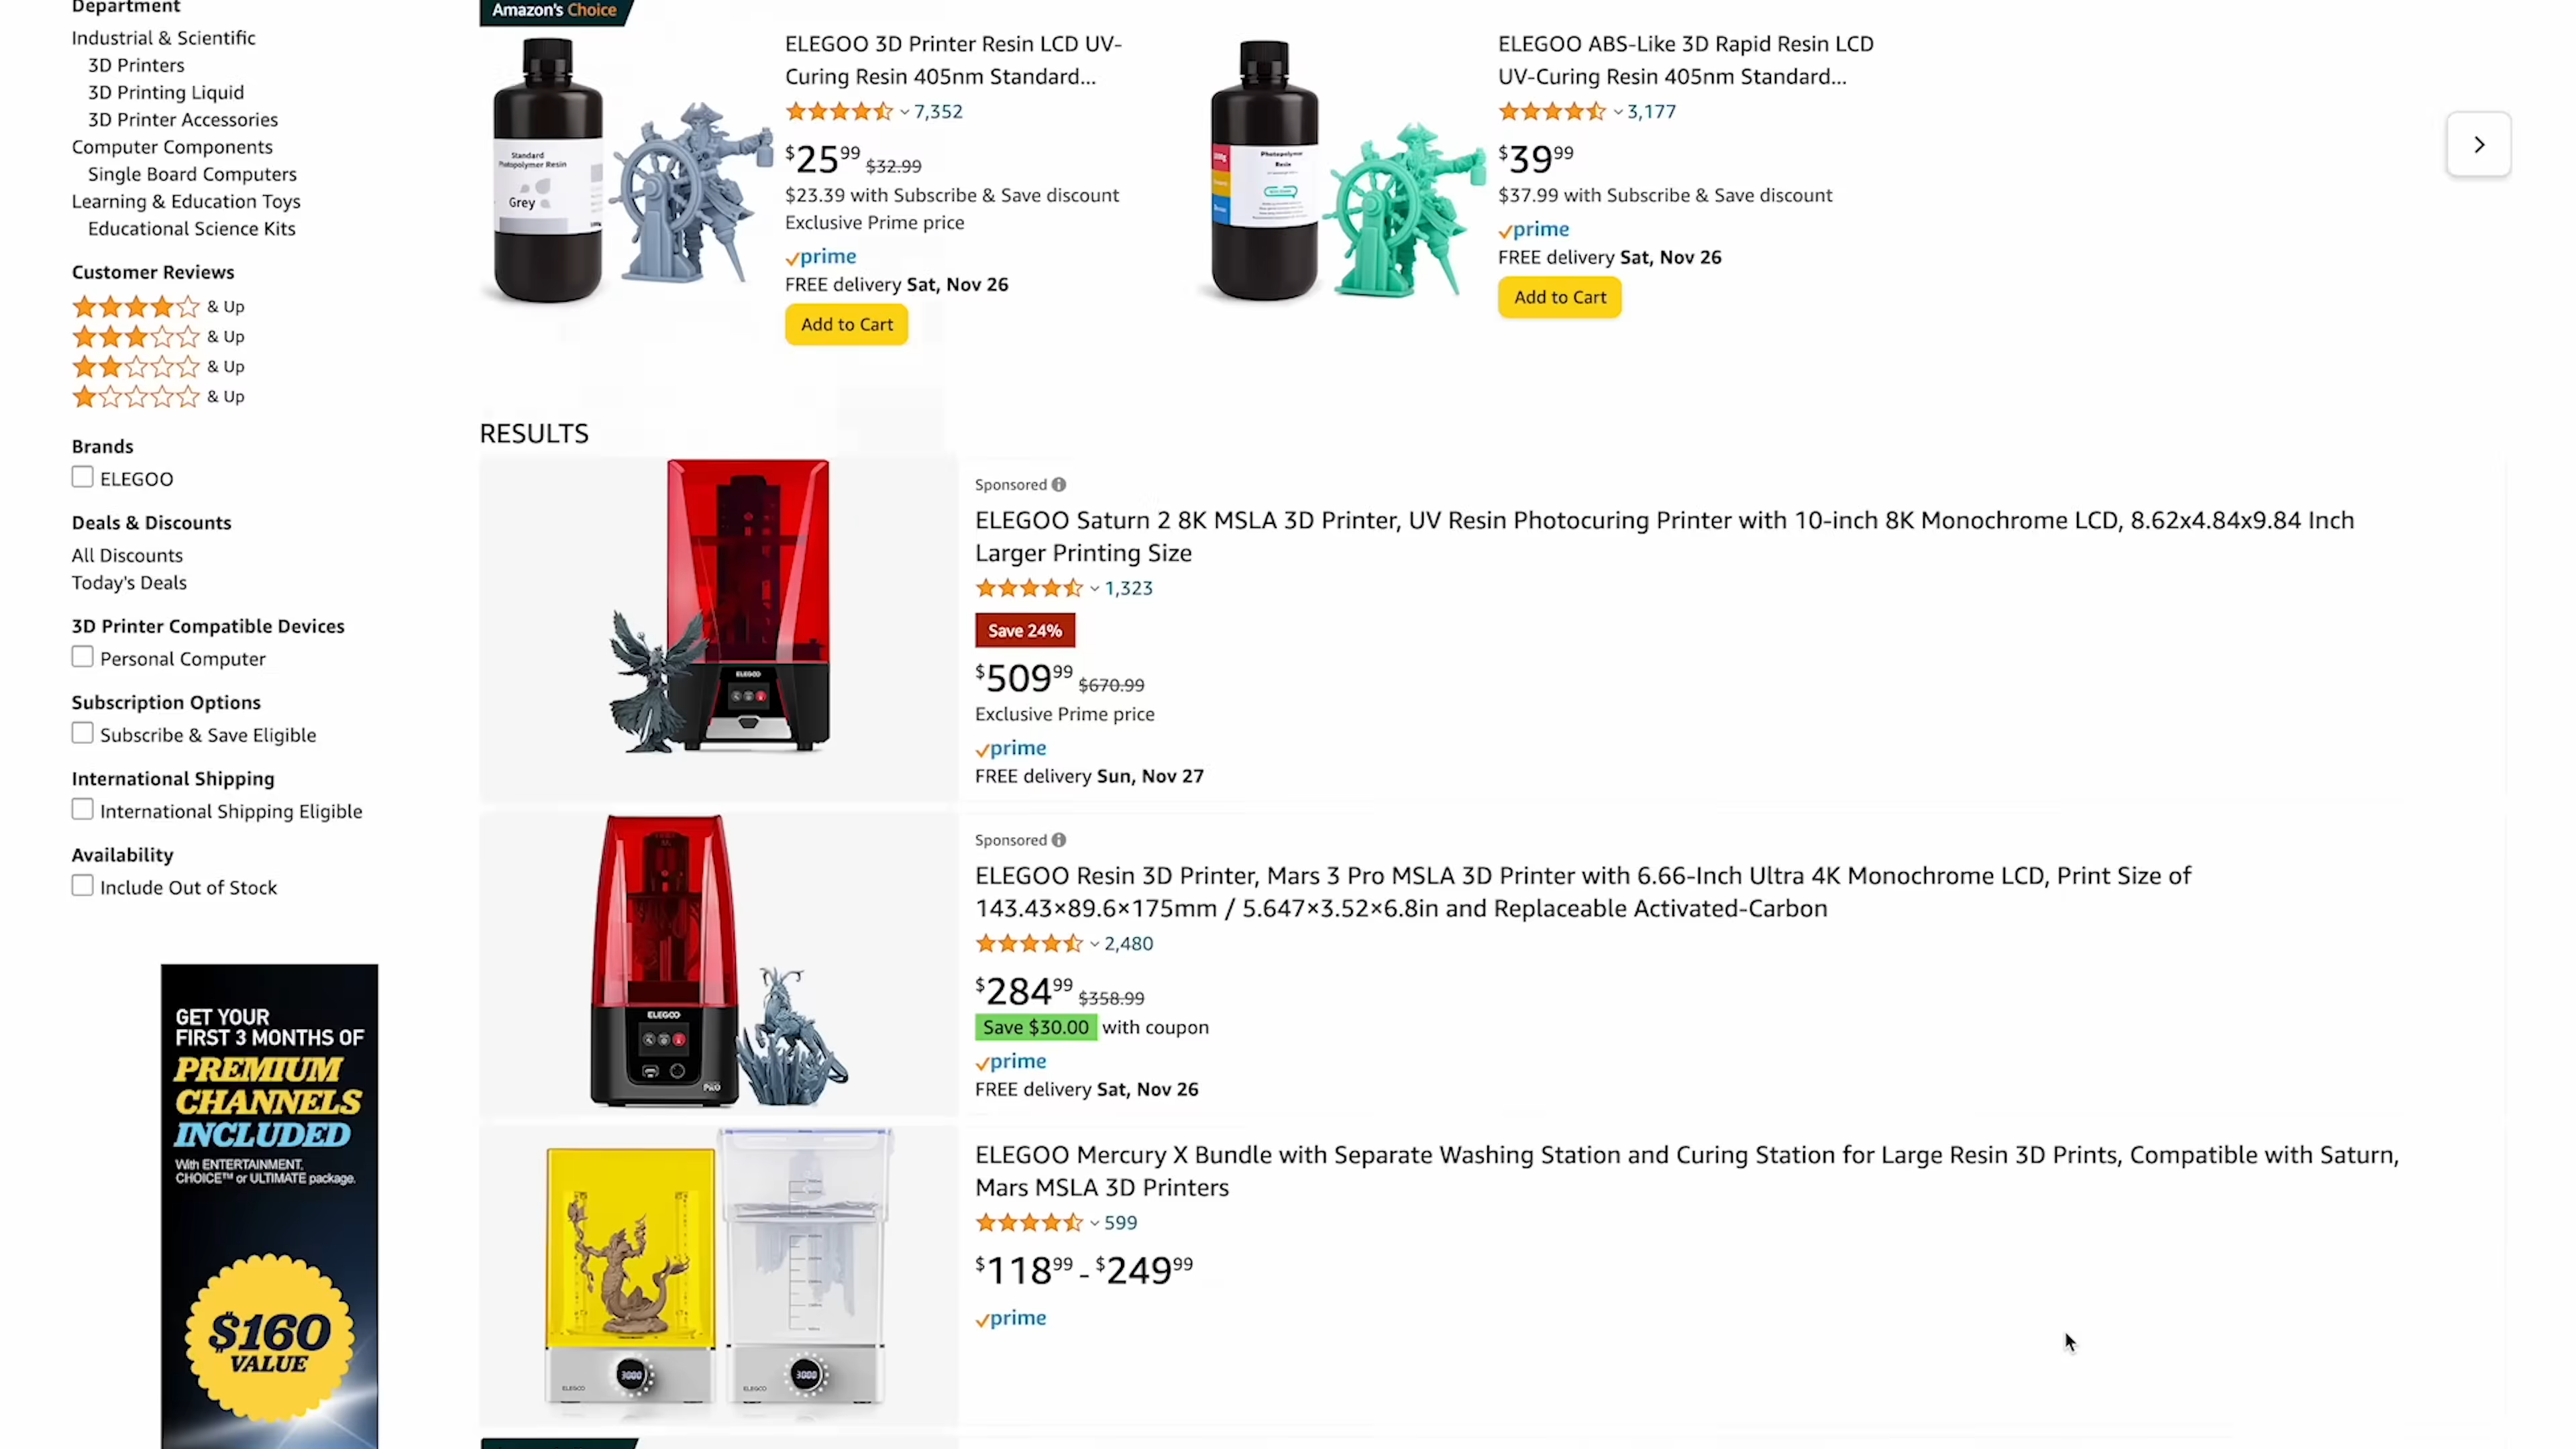 Department
Industrial & Scientific
3D Printers
3D Printing Liquid
3D Printer Accessories
Computer Components
Single Board Computers
Learning & Education Toys
Educational Science Kits
Customer Reviews
& Up
& Up
& Up
& Up
Brands
ELEGOO
Deals & Discounts
All Discounts
Today's Deals
3D Printer Compatible Devices
Personal Computer
Subscription Options
Subscribe & Save Eligible
International Shipping
International Shipping Eligible
Availability
Include Out of Stock
GET YOUR
FIRST 3 MONTHS OF
PREMIUM
CHANNELS
INCLUDED
With ENTERTAINMENT,
CHOICE™ or ULTIMATE package.
$160
VALUE
Amazon's Choice
Standard
Photopolymer Resin
Grey
ELEGOO 3D Printer Resin LCD UV-
Curing Resin 405nm Standard...
7,352
$25.99 $32.99
$23.39 with Subscribe & Save discount
Exclusive Prime price
prime
FREE delivery Sat, Nov 26
Add to Cart
Photopolymer
Resin
ELEGOO ABS-Like 3D Rapid Resin LCD
UV-Curing Resin 405nm Standard...
3,177
$39.99
$37.99 with Subscribe & Save discount
prime
FREE delivery Sat, Nov 26
Add to Cart
RESULTS
ELEGOO
Sponsored
ELEGOO Saturn 2 8K MSLA 3D Printer, UV Resin Photocuring Printer with 10-inch 8K Monochrome LCD, 8.62x4.84x9.84 Inch
Larger Printing Size
1,323
Save 24%
$509.99 $670.99
Exclusive Prime price
prime
FREE delivery Sun, Nov 27
ELEGOO
PRO
Sponsored
ELEGOO Resin 3D Printer, Mars 3 Pro MSLA 3D Printer with 6.66-Inch Ultra 4K Monochrome LCD, Print Size of
143.43×89.6×175mm / 5.647×3.52×6.8in and Replaceable Activated-Carbon
2,480
$284.99 $358.99
Save $30.00 with coupon
prime
FREE delivery Sat, Nov 26
3000
3000
ELEGOO
ELEGOO
ELEGOO Mercury X Bundle with Separate Washing Station and Curing Station for Large Resin 3D Prints, Compatible with Saturn,
Mars MSLA 3D Printers
599
$118.99 - $249.99
prime